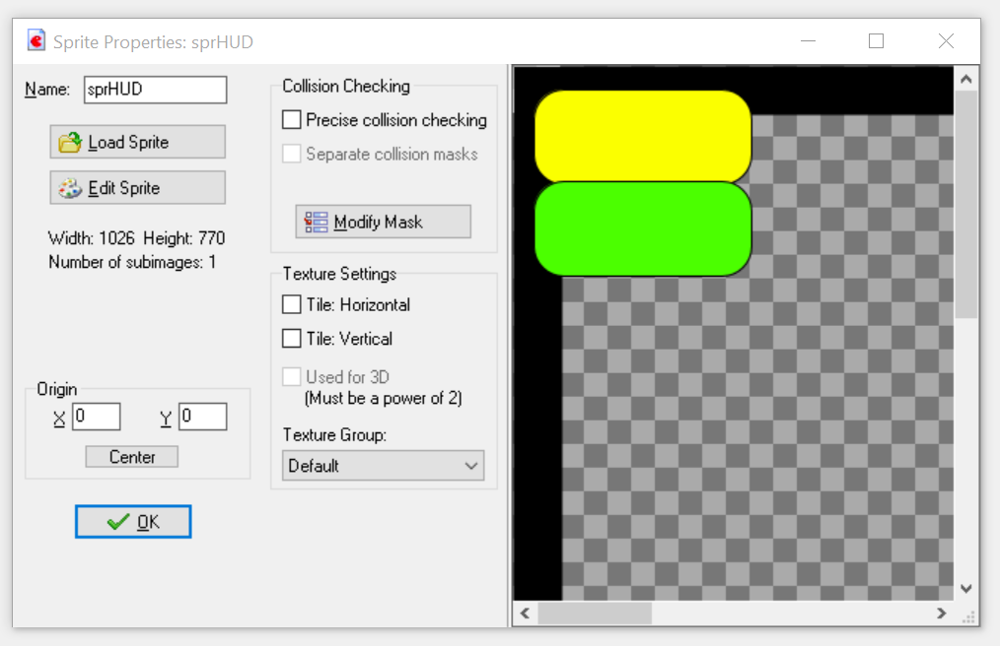 Sprite Properties: sprHUD
Name: sprHUD
Load Sprite
Edit Sprite
Width: 1026 Height: 770
Number of subimages: 1
Origin
X 0 Y 0
Center
OK
Collision Checking
Precise collision checking
Separate collision masks
Modify Mask
Texture Settings
Tile: Horizontal
Tile: Vertical
Used for 3D
(Must be a power of 2)
Texture Group:
Default